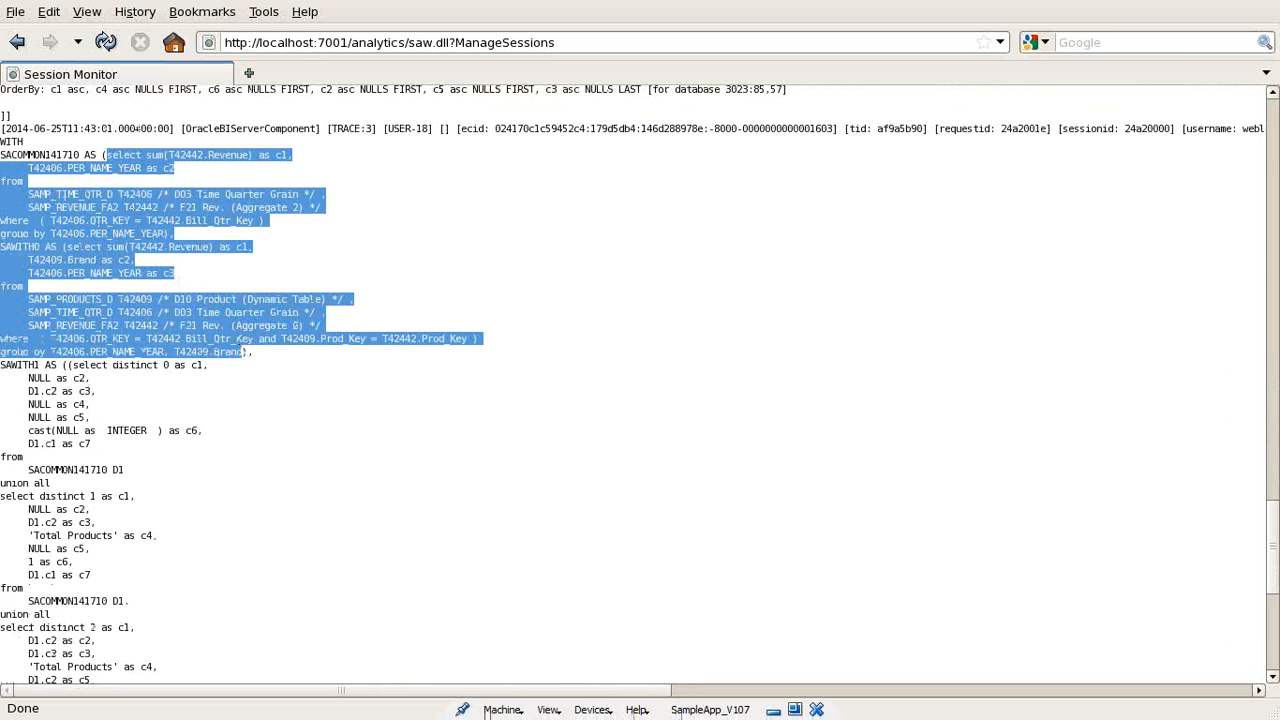 File Edit View History Bookmarks Tools Help
http://localhost:7001/analytics/saw.dll?ManageSessions
Google
Session Monitor
OrderBy: c1 asc, c4 asc NULLS FIRST, c6 asc NULLS FIRST, c2 asc NULLS FIRST, c5 asc NULLS FIRST, c3 asc NULLS LAST [for database 3023:85,57]
]]
[2014-06-25T11:43:01.000+00:00] [OracleBIServerComponent] [TRACE:3] [USER-18] [] [ecid: 024170c1c59452c4:179d5db4:146d288978e:-8000-0000000000001603] [tid: af9a5b90] [requestid: 24a2001e] [sessionid: 24a20000] [username: webl
WITH
SACOMMON141710 AS (select sum(T42442.Revenue) as c1,
T42406.PER_NAME_YEAR as c2
from
SAMP_TIME_QTR_D T42406 /* D03 Time Quarter Grain */ ,
SAMP_REVENUE_FA2 T42442 /* F21 Rev. (Aggregate 2) */
where ( T42406.QTR_KEY = T42442.Bill_Qtr_Key )
group by T42406.PER_NAME_YEAR),
SAWITH0 AS (select sum(T42442.Revenue) as c1,
T42409.Brand as c2,
T42406.PER_NAME_YEAR as c3
from
SAMP_PRODUCTS_D T42409 /* D10 Product (Dynamic Table) */ ,
SAMP_TIME_QTR_D T42406 /* D03 Time Quarter Grain */ ,
SAMP_REVENUE_FA2 T42442 /* F21 Rev. (Aggregate 2) */
where ( T42406.QTR_KEY = T42442.Bill_Qtr_Key and T42409.Prod_Key = T42442.Prod_Key )
group by T42406.PER_NAME_YEAR, T42409.Brand),
SAWITH1 AS ((select distinct 0 as c1,
NULL as c2,
D1.c2 as c3,
NULL as c4,
NULL as c5,
cast(NULL as INTEGER ) as c6,
D1.c1 as c7
from
SACOMMON141710 D1
union all
select distinct 1 as c1,
NULL as c2,
D1.c2 as c3,
'Total Products' as c4,
NULL as c5,
1 as c6,
D1.c1 as c7
from
SACOMMON141710 D1
union all
select distinct 2 as c1,
D1.c2 as c2,
D1.c3 as c3,
'Total Products' as c4,
D1.c2 as c5
Done
Machine View Devices Help SampleApp_V107